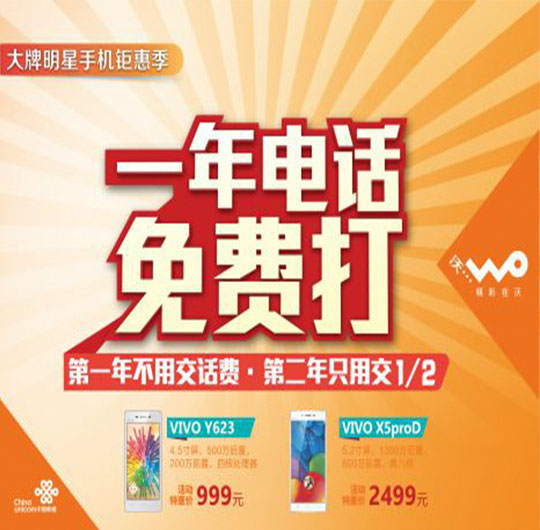 大牌明星手机钜惠季
一年电话
免费打
第一年不用交话费·第二年只用交1/2
沃...WO
精彩在沃
VIVO Y623
4.5寸屏，500万后置，
200万前置，四核处理器
活动
特惠价 999元
VIVO X5proD
5.2寸屏，1300万后置，
800万前置，真八核
活动
特惠价 2499元
China
unicom中国联通